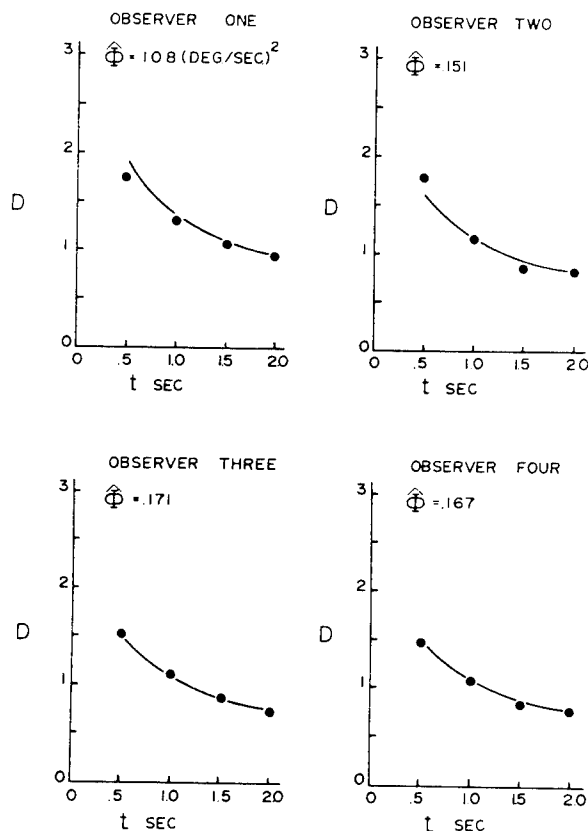 OBSERVER ONE
Φ̂ = .108 (DEG/SEC)²
3
2
D
1
0
0 .5 1.0 1.5 2.0
t SEC
OBSERVER TWO
Φ̂ = .151
3
2
D
1
0
0 .5 1.0 1.5 2.0
t SEC
OBSERVER THREE
Φ̂ = .171
3
2
D
1
0
0 .5 1.0 1.5 2.0
t SEC
OBSERVER FOUR
Φ̂ = .167
3
2
D
1
0
0 .5 1.0 1.5 2.0
t SEC